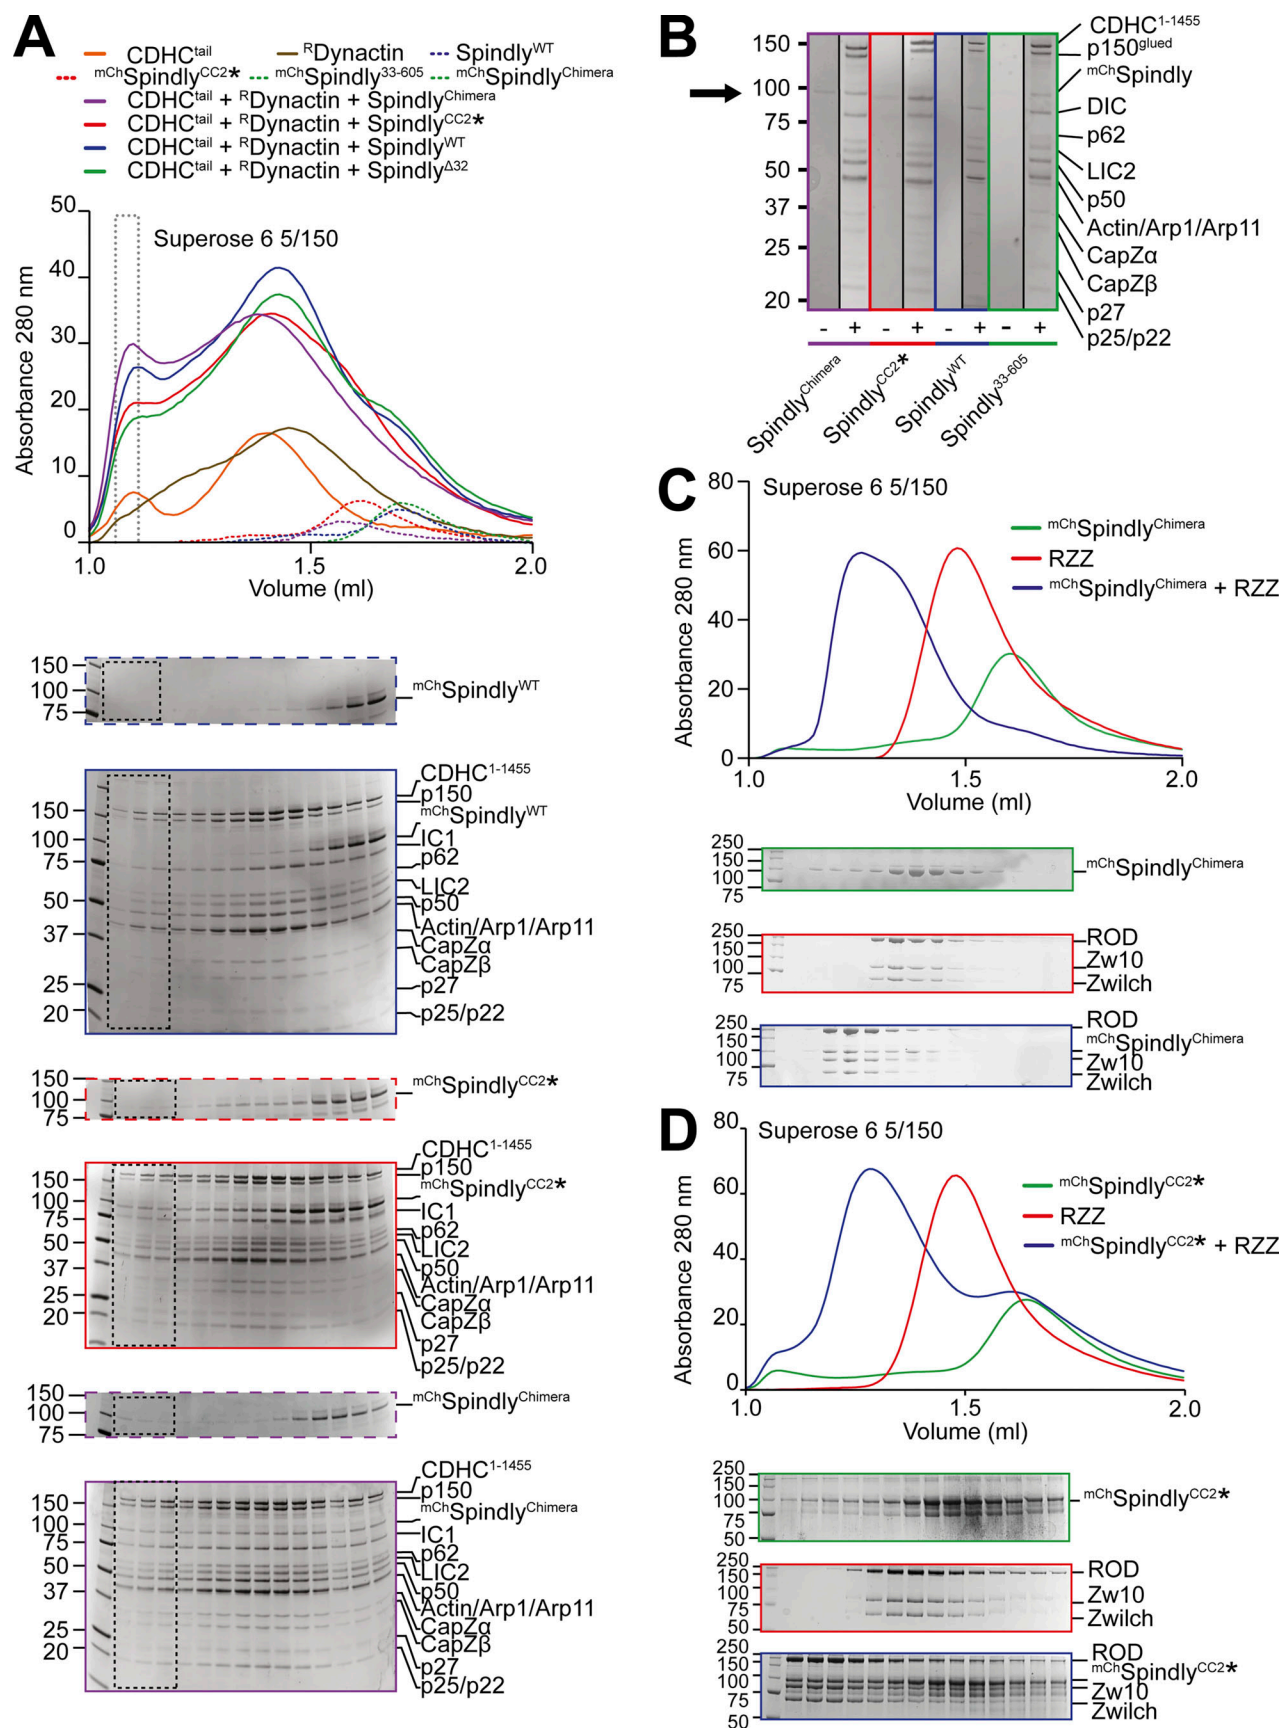 A
CDHCtail
RDynactin
SpindlyWT
mChSpindlyCC2*
mChSpindly33-605
mChSpindlyChimera
CDHCtail + RDynactin + SpindlyChimera
CDHCtail + RDynactin + SpindlyCC2*
CDHCtail + RDynactin + SpindlyWT
CDHCtail + RDynactin + SpindlyΔ32
Superose 6 5/150
Absorbance 280 nm
50
40
30
20
10
0
1.0
1.5
2.0
Volume (ml)
150
100
75
mChSpindlyWT
150
100
75
50
37
25
20
CDHC1-1455
p150
mChSpindlyWT
IC1
p62
LIC2
p50
Actin/Arp1/Arp11
CapZα
CapZβ
p27
p25/p22
150
100
75
mChSpindlyCC2*
150
100
75
50
37
25
20
CDHC1-1455
p150
mChSpindlyCC2*
IC1
p62
LIC2
p50
Actin/Arp1/Arp11
CapZα
CapZβ
p27
p25/p22
150
100
75
mChSpindlyChimera
150
100
75
50
37
25
20
CDHC1-1455
p150
mChSpindlyChimera
IC1
p62
LIC2
p50
Actin/Arp1/Arp11
CapZα
CapZβ
p27
p25/p22
B
150
100
75
50
37
25
20
CDHC1-1455
p150glued
mChSpindly
DIC
p62
LIC2
p50
Actin/Arp1/Arp11
CapZα
CapZβ
p27
p25/p22
- + - + - + - +
SpindlyChimera
SpindlyCC2*
SpindlyWT
Spindly33-605
C
Superose 6 5/150
mChSpindlyChimera
RZZ
mChSpindlyChimera + RZZ
Absorbance 280 nm
80
60
40
20
0
1.0
1.5
2.0
Volume (ml)
250
150
100
75
mChSpindlyChimera
250
150
100
75
ROD
Zw10
Zwilch
250
150
100
75
ROD
mChSpindlyChimera
Zw10
Zwilch
D
Superose 6 5/150
mChSpindlyCC2*
RZZ
mChSpindlyCC2* + RZZ
Absorbance 280 nm
80
60
40
20
0
1.0
1.5
2.0
Volume (ml)
250
150
100
75
50
mChSpindlyCC2*
250
150
100
75
50
ROD
Zw10
Zwilch
250
150
100
75
50
ROD
mChSpindlyCC2*
Zw10
Zwilch